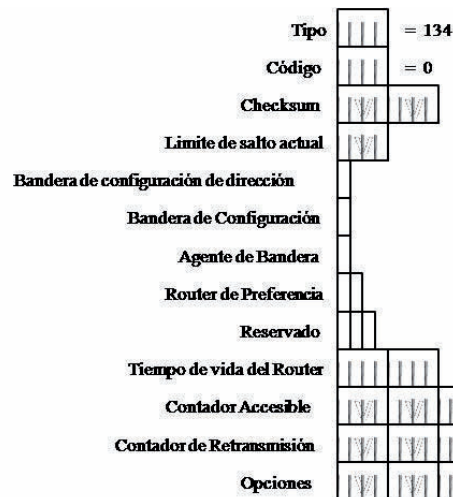 Tipo = 134
Código = 0
Checksum
Limite de salto actual
Bandera de configuración de dirección
Bandera de Configuración
Agente de Bandera
Router de Preferencia
Reservado
Tiempo de vida del Router
Contador Accesible
Contador de Retransmisión
Opciones